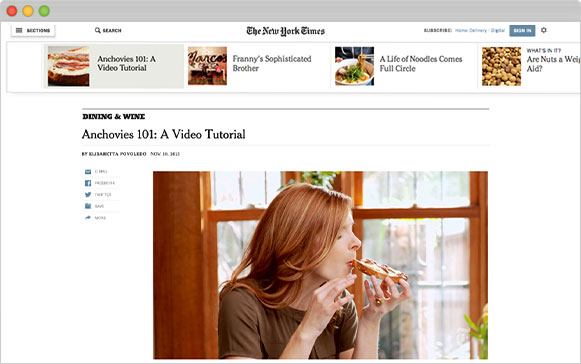 SECTIONS
SEARCH
The New York Times
SUBSCRIBE: Home Delivery Digital
SIGN IN
Anchovies 101: A
Video Tutorial
Franny's Sophisticated
Brother
A Life of Noodles Comes
Full Circle
WHAT'S IN IT?
Are Nuts a Weig
Aid?
DINING & WINE
Anchovies 101: A Video Tutorial
BY ELISABETTA POVOLEDO NOV. 10, 2013
E-MAIL
FACEBOOK
TWITTER
SAVE
MORE